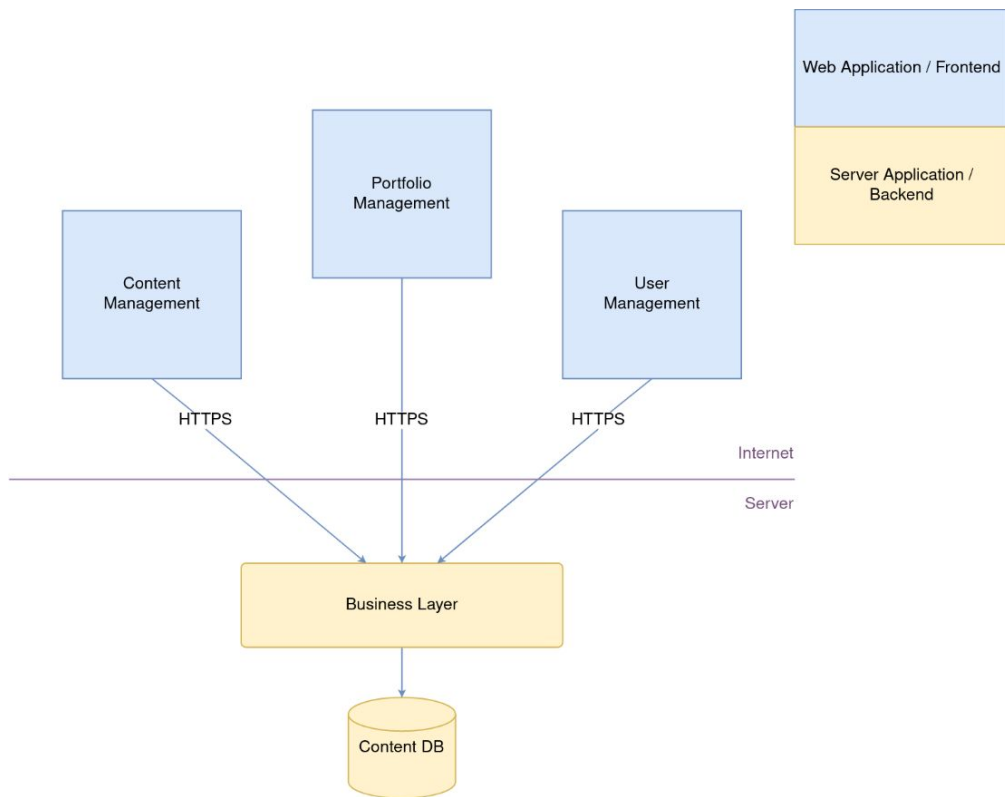 Web Application / Frontend
Server Application /
Backend
Portfolio
Management
Content
Management
User
Management
HTTPS
HTTPS
HTTPS
Internet
Server
Business Layer
Content DB